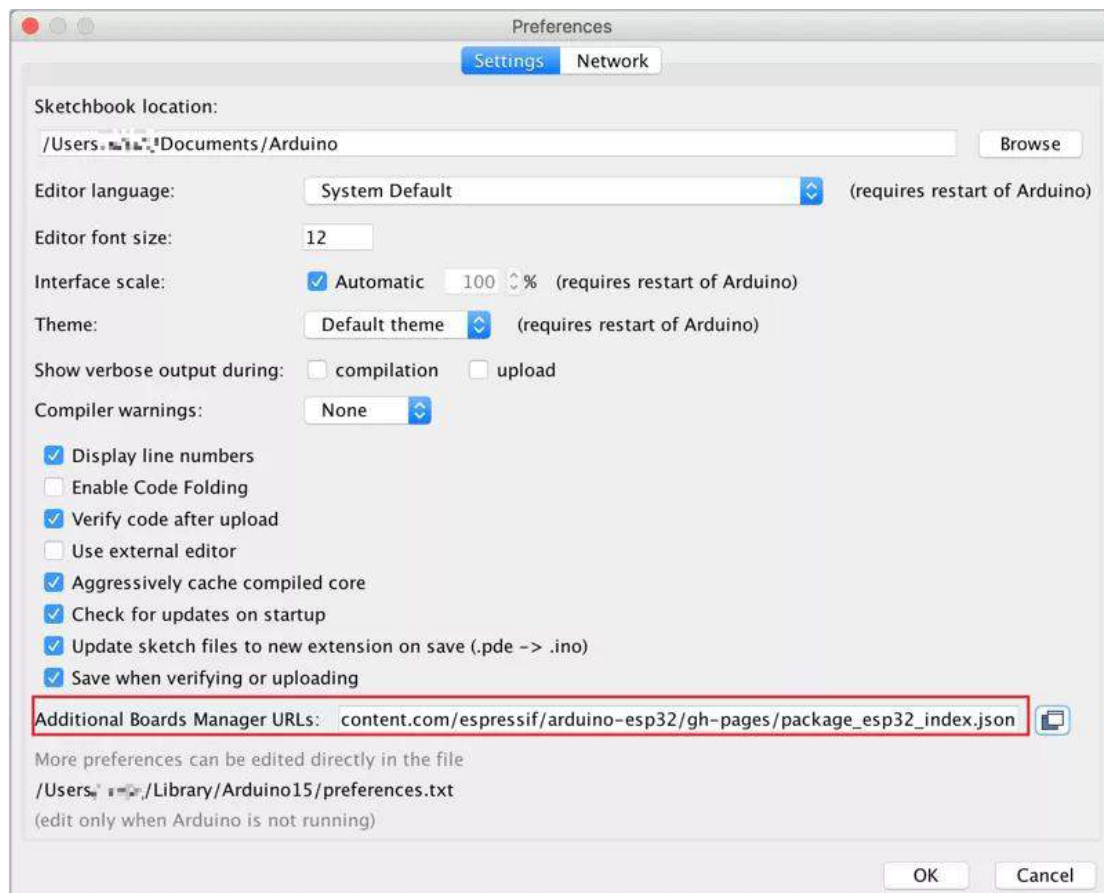 Preferences
Settings Network
Sketchbook location:
/Users Documents/Arduino Browse
Editor language: System Default (requires restart of Arduino)
Editor font size: 12
Interface scale: Automatic 100 % (requires restart of Arduino)
Theme: Default theme (requires restart of Arduino)
Show verbose output during: compilation upload
Compiler warnings: None
Display line numbers
Enable Code Folding
Verify code after upload
Use external editor
Aggressively cache compiled core
Check for updates on startup
Update sketch files to new extension on save (.pde -> .ino)
Save when verifying or uploading
Additional Boards Manager URLs: content.com/espressif/arduino-esp32/gh-pages/package_esp32_index.json
More preferences can be edited directly in the file
/Users /Library/Arduino15/preferences.txt
(edit only when Arduino is not running)
OK Cancel